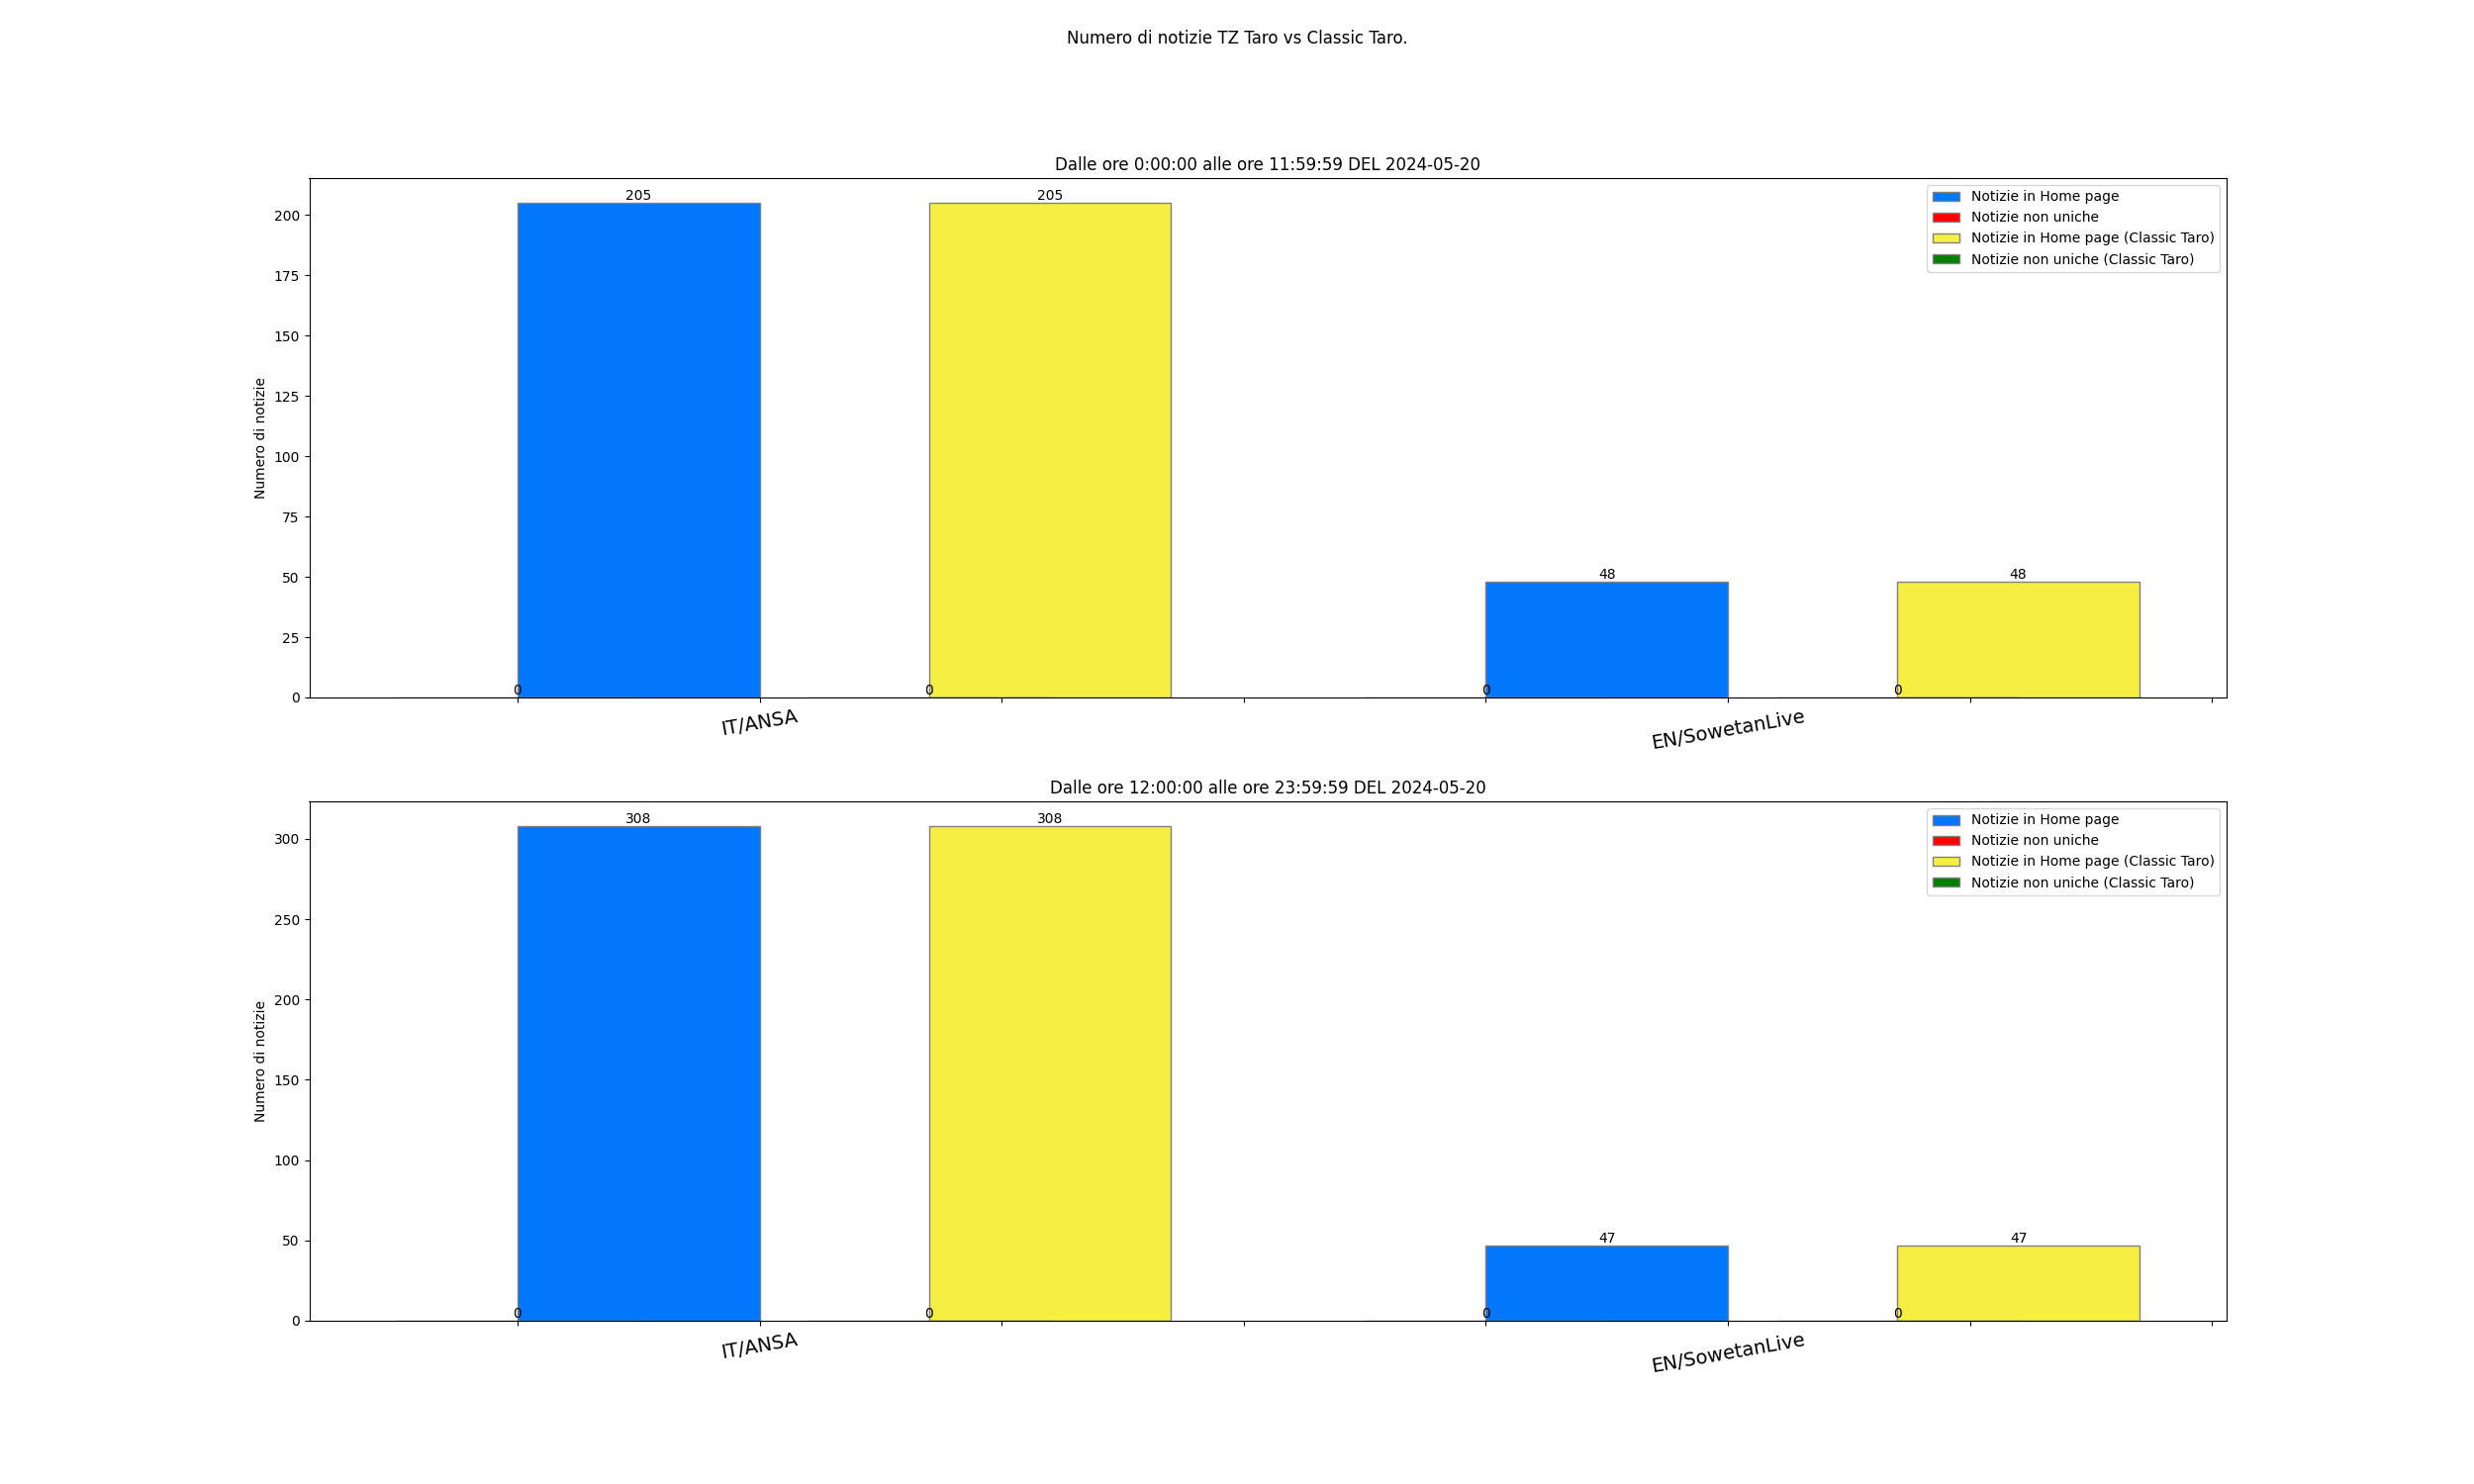 Numero di notizie TZ Taro vs Classic Taro.
Dalle ore 0:00:00 alle ore 11:59:59 DEL 2024-05-20
Numero di notizie
200
175
150
125
100
75
50
25
0
205
205
48
48
0
0
0
0
Notizie in Home page
Notizie non uniche
Notizie in Home page (Classic Taro)
Notizie non uniche (Classic Taro)
IT/ANSA
EN/SowetanLive
Dalle ore 12:00:00 alle ore 23:59:59 DEL 2024-05-20
Numero di notizie
300
250
200
150
100
50
0
308
308
47
47
0
0
0
0
Notizie in Home page
Notizie non uniche
Notizie in Home page (Classic Taro)
Notizie non uniche (Classic Taro)
IT/ANSA
EN/SowetanLive